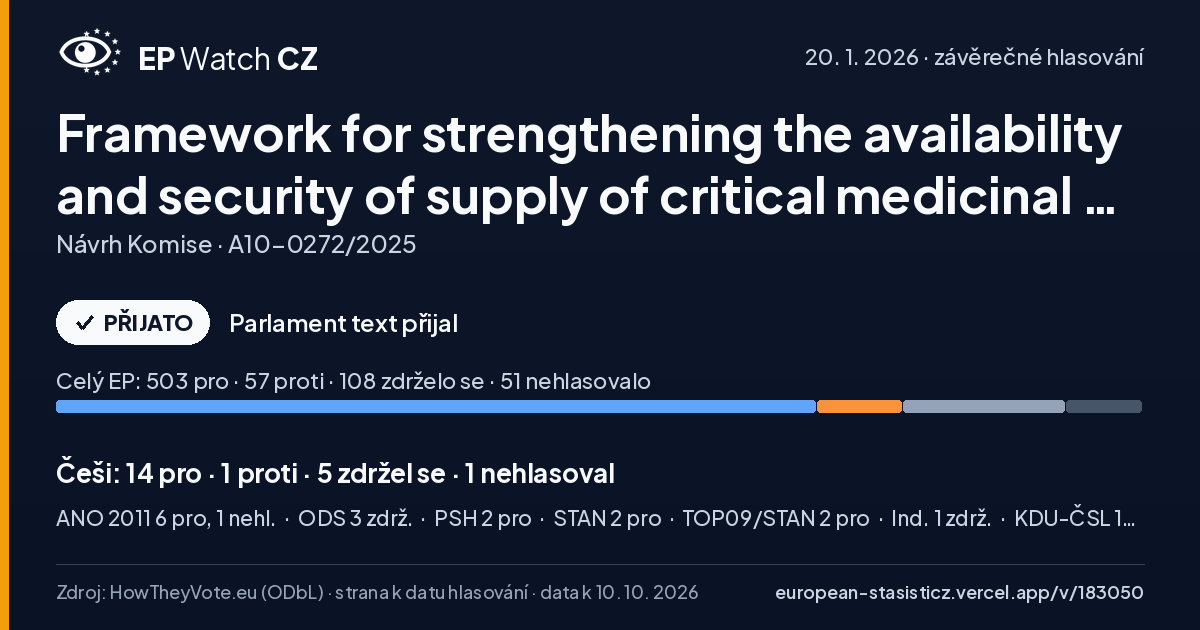 EP Watch CZ
20. 1. 2026 · závěrečné hlasování
Framework for strengthening the availability
and security of supply of critical medicinal …
Návrh Komise · A10-0272/2025
✓ PŘIJATO
Parlament text přijal
Celý EP: 503 pro · 57 proti · 108 zdrželo se · 51 nehlasovalo
Češi: 14 pro · 1 proti · 5 zdržel se · 1 nehlasoval
ANO 2011 6 pro, 1 nehl. · ODS 3 zdrž. · PSH 2 pro · STAN 2 pro · TOP09/STAN 2 pro · Ind. 1 zdrž. · KDU-ČSL 1…
Zdroj: HowTheyVote.eu (ODbL) · strana k datu hlasování · data k 10. 10. 2026
european-stasisticz.vercel.app/v/183050